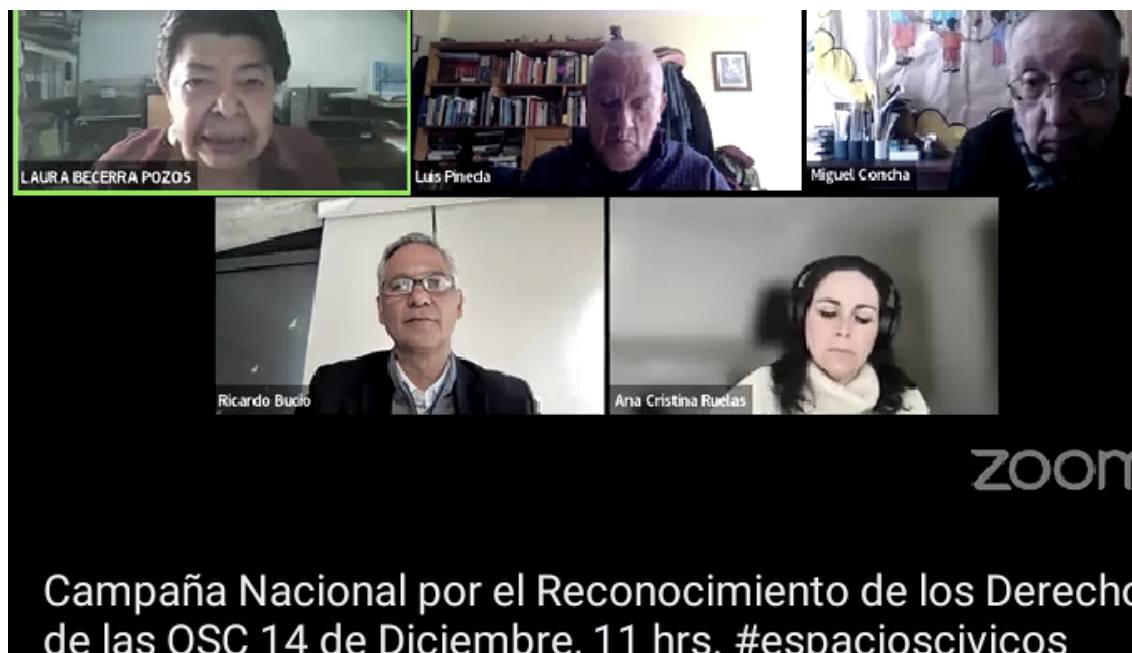 LAURA BECERRA POZOS
Luis Pineda
Miguel Concha
Ricardo Bucio
Ana Cristina Ruelas
zoom
Campaña Nacional por el Reconocimiento de los Derecho
de las OSC 14 de Diciembre, 11 hrs. #espacioscivicos